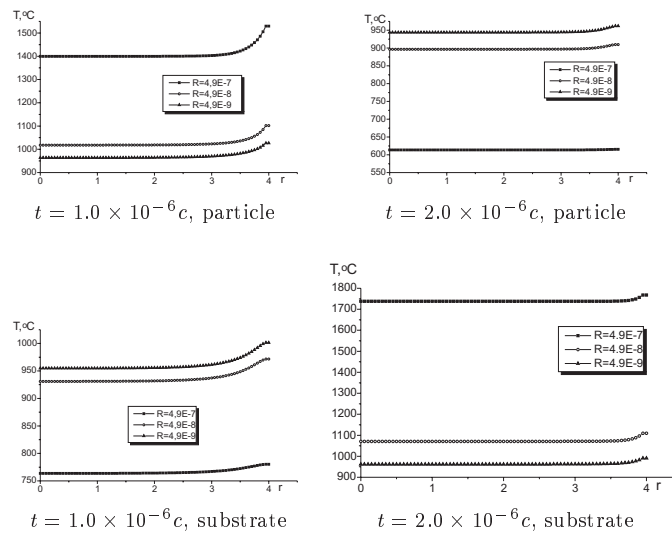 T,°C
1500
1400
1300
1200
1100
1000
900
0 1 2 3 4 r
R=4,9E-7
R=4,9E-8
R=4,9E-9
t = 1.0 × 10⁻⁶c, particle
T,°C
950
900
850
800
750
700
650
600
550
0 1 2 3 4 r
R=4.9E-7
R=4.9E-8
R=4.9E-9
t = 2.0 × 10⁻⁶c, particle
T,°C
1000
950
900
850
800
750
0 1 2 3 4 r
R=4,9E-7
R=4,9E-8
R=4,9E-9
t = 1.0 × 10⁻⁶c, substrate
T,°C
1800
1700
1600
1500
1400
1300
1200
1100
1000
900
0 1 2 3 4 r
R=4.9E-7
R=4.9E-8
R=4.9E-9
t = 2.0 × 10⁻⁶c, substrate